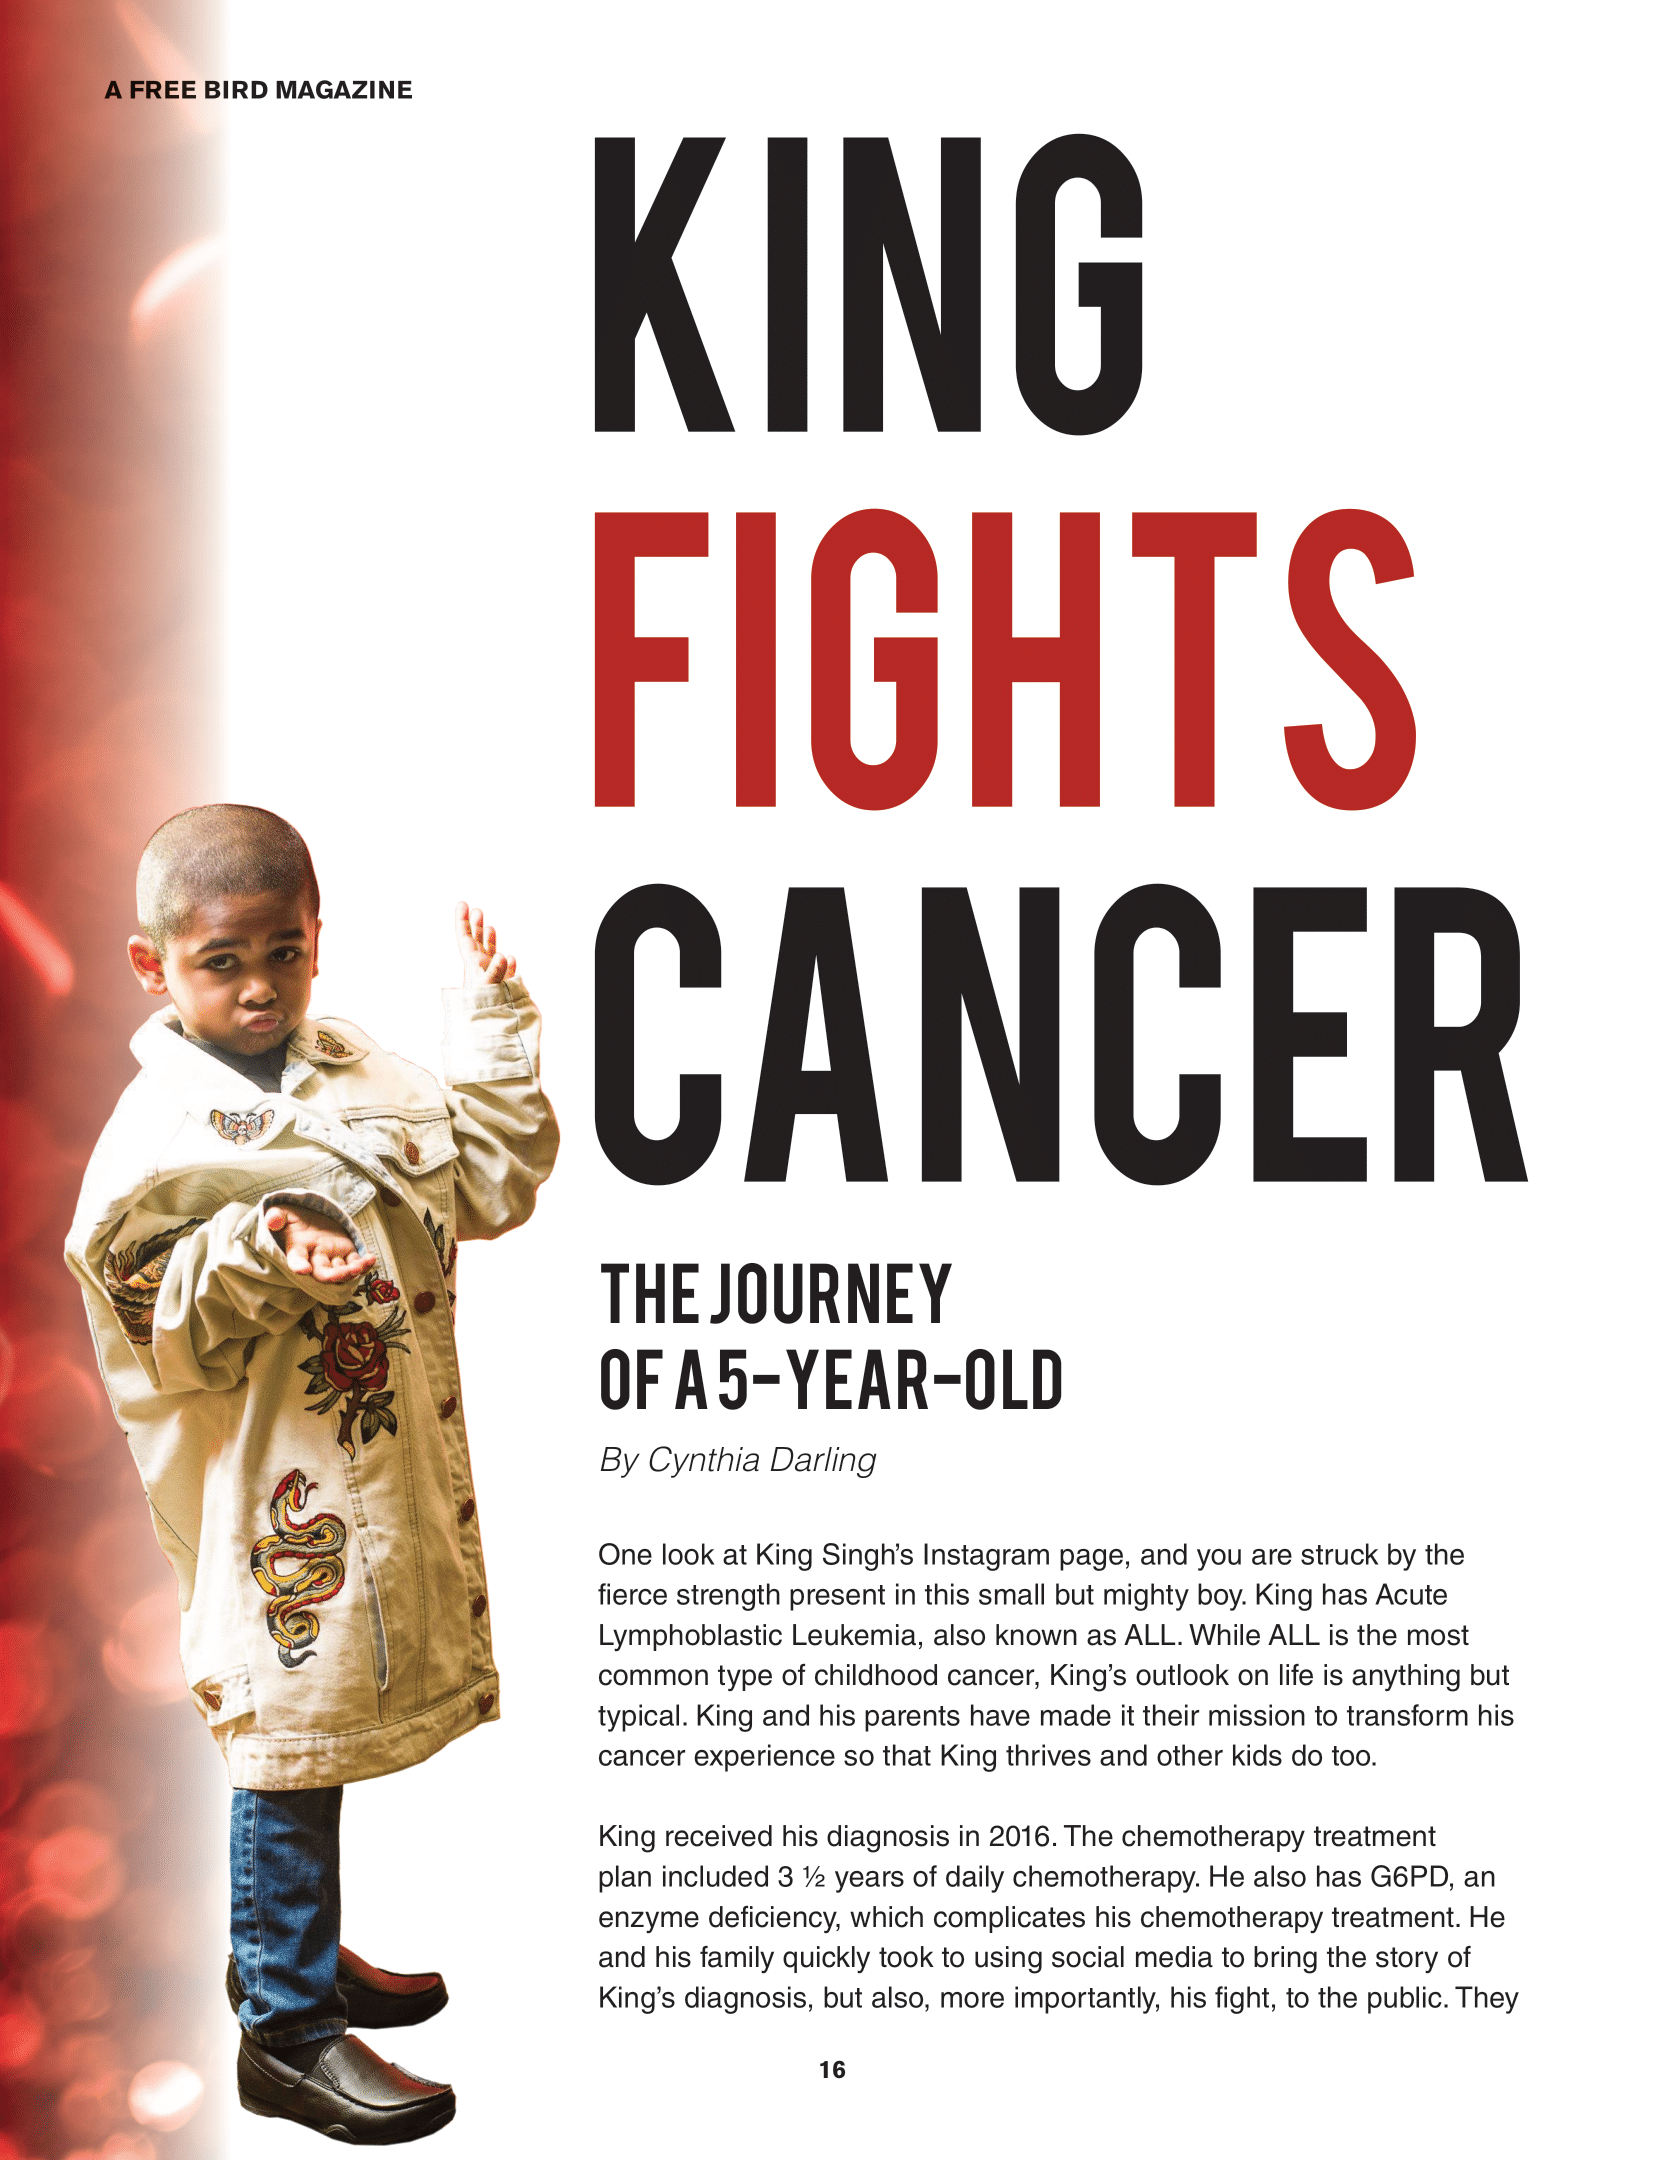 A FREE BIRD MAGAZINE
KING
FIGHTS
CANCER
THE JOURNEY
OF A 5-YEAR-OLD
By Cynthia Darling
One look at King Singh’s Instagram page, and you are struck by the
fierce strength present in this small but mighty boy. King has Acute
Lymphoblastic Leukemia, also known as ALL. While ALL is the most
common type of childhood cancer, King’s outlook on life is anything but
typical. King and his parents have made it their mission to transform his
cancer experience so that King thrives and other kids do too.
King received his diagnosis in 2016. The chemotherapy treatment
plan included 3 ½ years of daily chemotherapy. He also has G6PD, an
enzyme deficiency, which complicates his chemotherapy treatment. He
and his family quickly took to using social media to bring the story of
King’s diagnosis, but also, more importantly, his fight, to the public. They
16